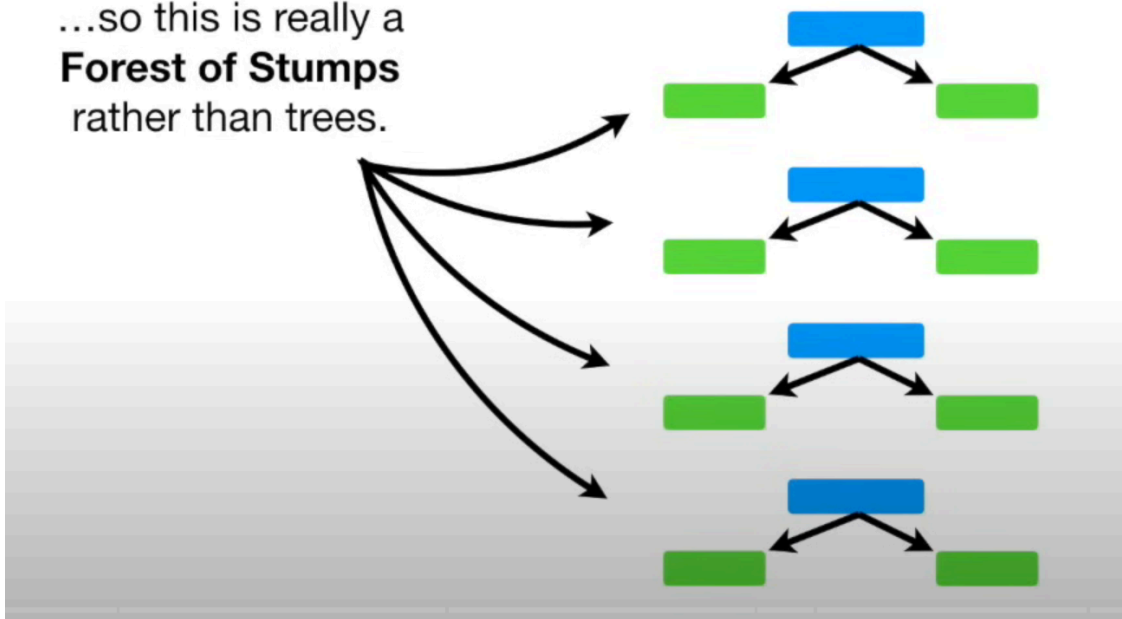 ...so this is really a
Forest of Stumps
rather than trees.